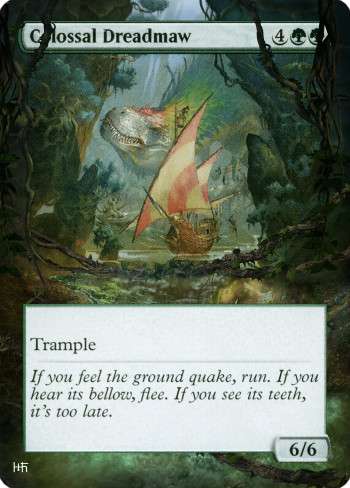 Colossal Dreadmaw 4
Trample
If you feel the ground quake, run. If you
hear its bellow, flee. If you see its teeth,
it's too late.
6/6